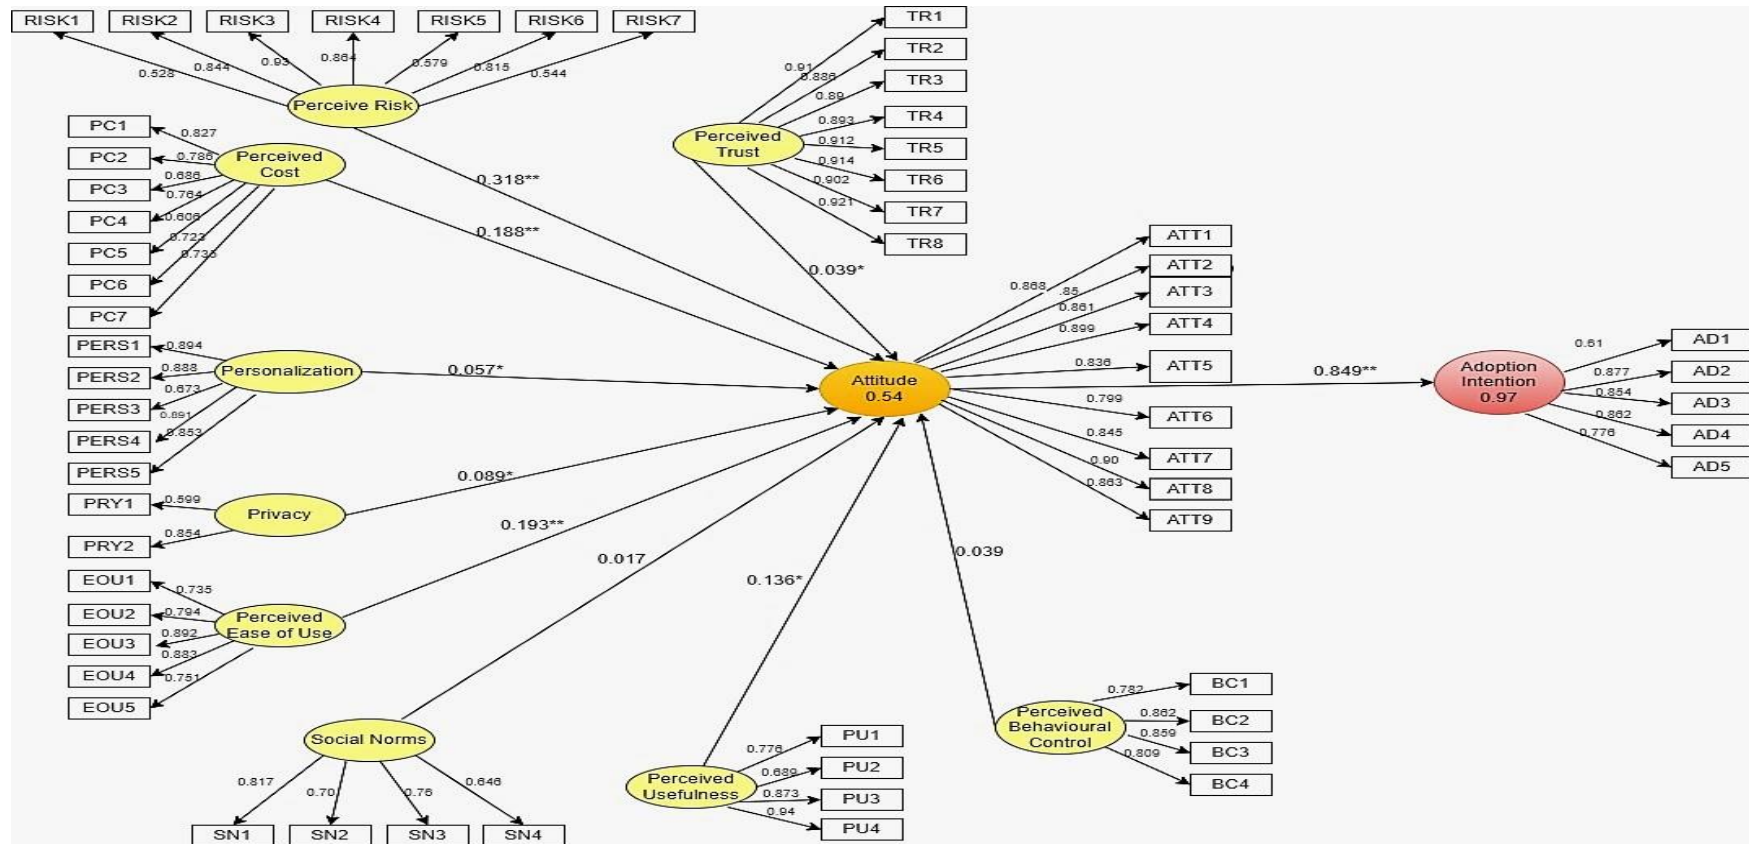 RISK1 RISK2 RISK3 RISK4 RISK5 RISK6 RISK7
0.528 0.844 0.93 0.864 0.579 0.815 0.544
Perceive Risk
0.318**
PC1
PC2
PC3
PC4
PC5
PC6
PC7
0.827
0.786
0.686
0.764
0.606
0.723
0.735
Perceived
Cost
0.188**
TR1
TR2
TR3
TR4
TR5
TR6
TR7
TR8
0.91
0.886
0.89
0.893
0.912
0.914
0.902
0.921
Perceived
Trust
0.039*
PERS1
PERS2
PERS3
PERS4
PERS5
0.894
0.888
0.673
0.891
0.853
Personalization
0.057*
PRY1
PRY2
0.599
0.854
Privacy
0.089*
EOU1
EOU2
EOU3
EOU4
EOU5
0.735
0.794
0.892
0.883
0.751
Perceived
Ease of Use
0.193**
Social Norms
0.017
0.817 0.70 0.76 0.646
SN1 SN2 SN3 SN4
Perceived
Usefulness
0.136*
0.776
0.689
0.873
0.94
PU1
PU2
PU3
PU4
Perceived
Behavioural
Control
0.039
0.782
0.862
0.859
0.809
BC1
BC2
BC3
BC4
Attitude
0.54
0.868
.85
0.861
0.899
0.836
0.799
0.845
0.90
0.863
ATT1
ATT2
ATT3
ATT4
ATT5
ATT6
ATT7
ATT8
ATT9
0.849**
Adoption
Intention
0.97
0.61
0.877
0.854
0.862
0.776
AD1
AD2
AD3
AD4
AD5